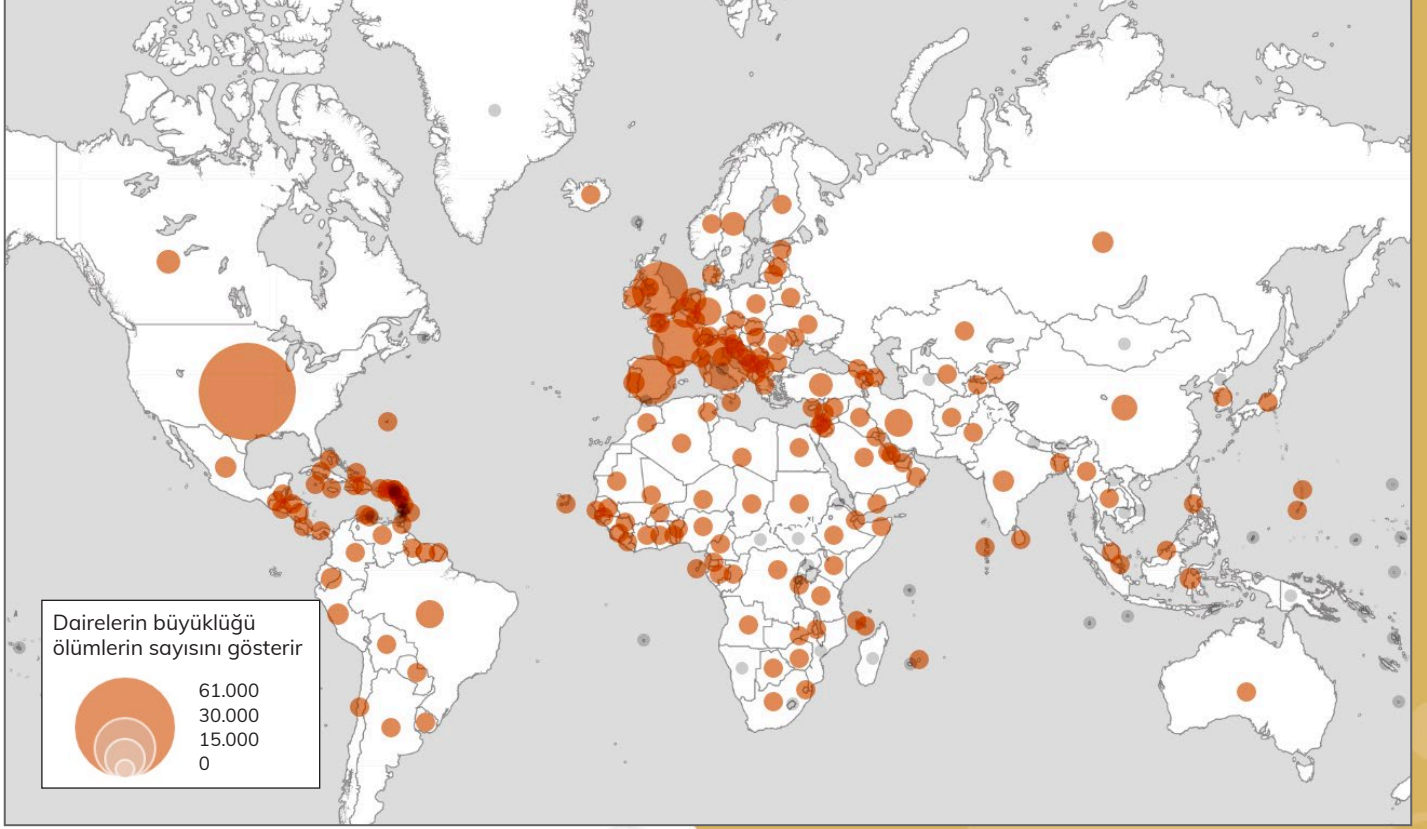 Dairelerin büyüklüğü
ölümlerin sayısını gösterir
61.000
30.000
15.000
0